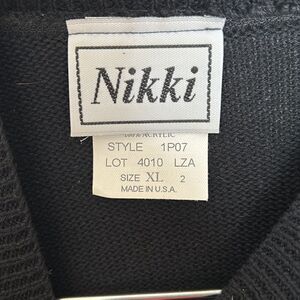 Nikki
100% ACRYLIC
STYLE 1P07
LOT 4010 LZA
SIZE XL 2
MADE IN U.S.A.